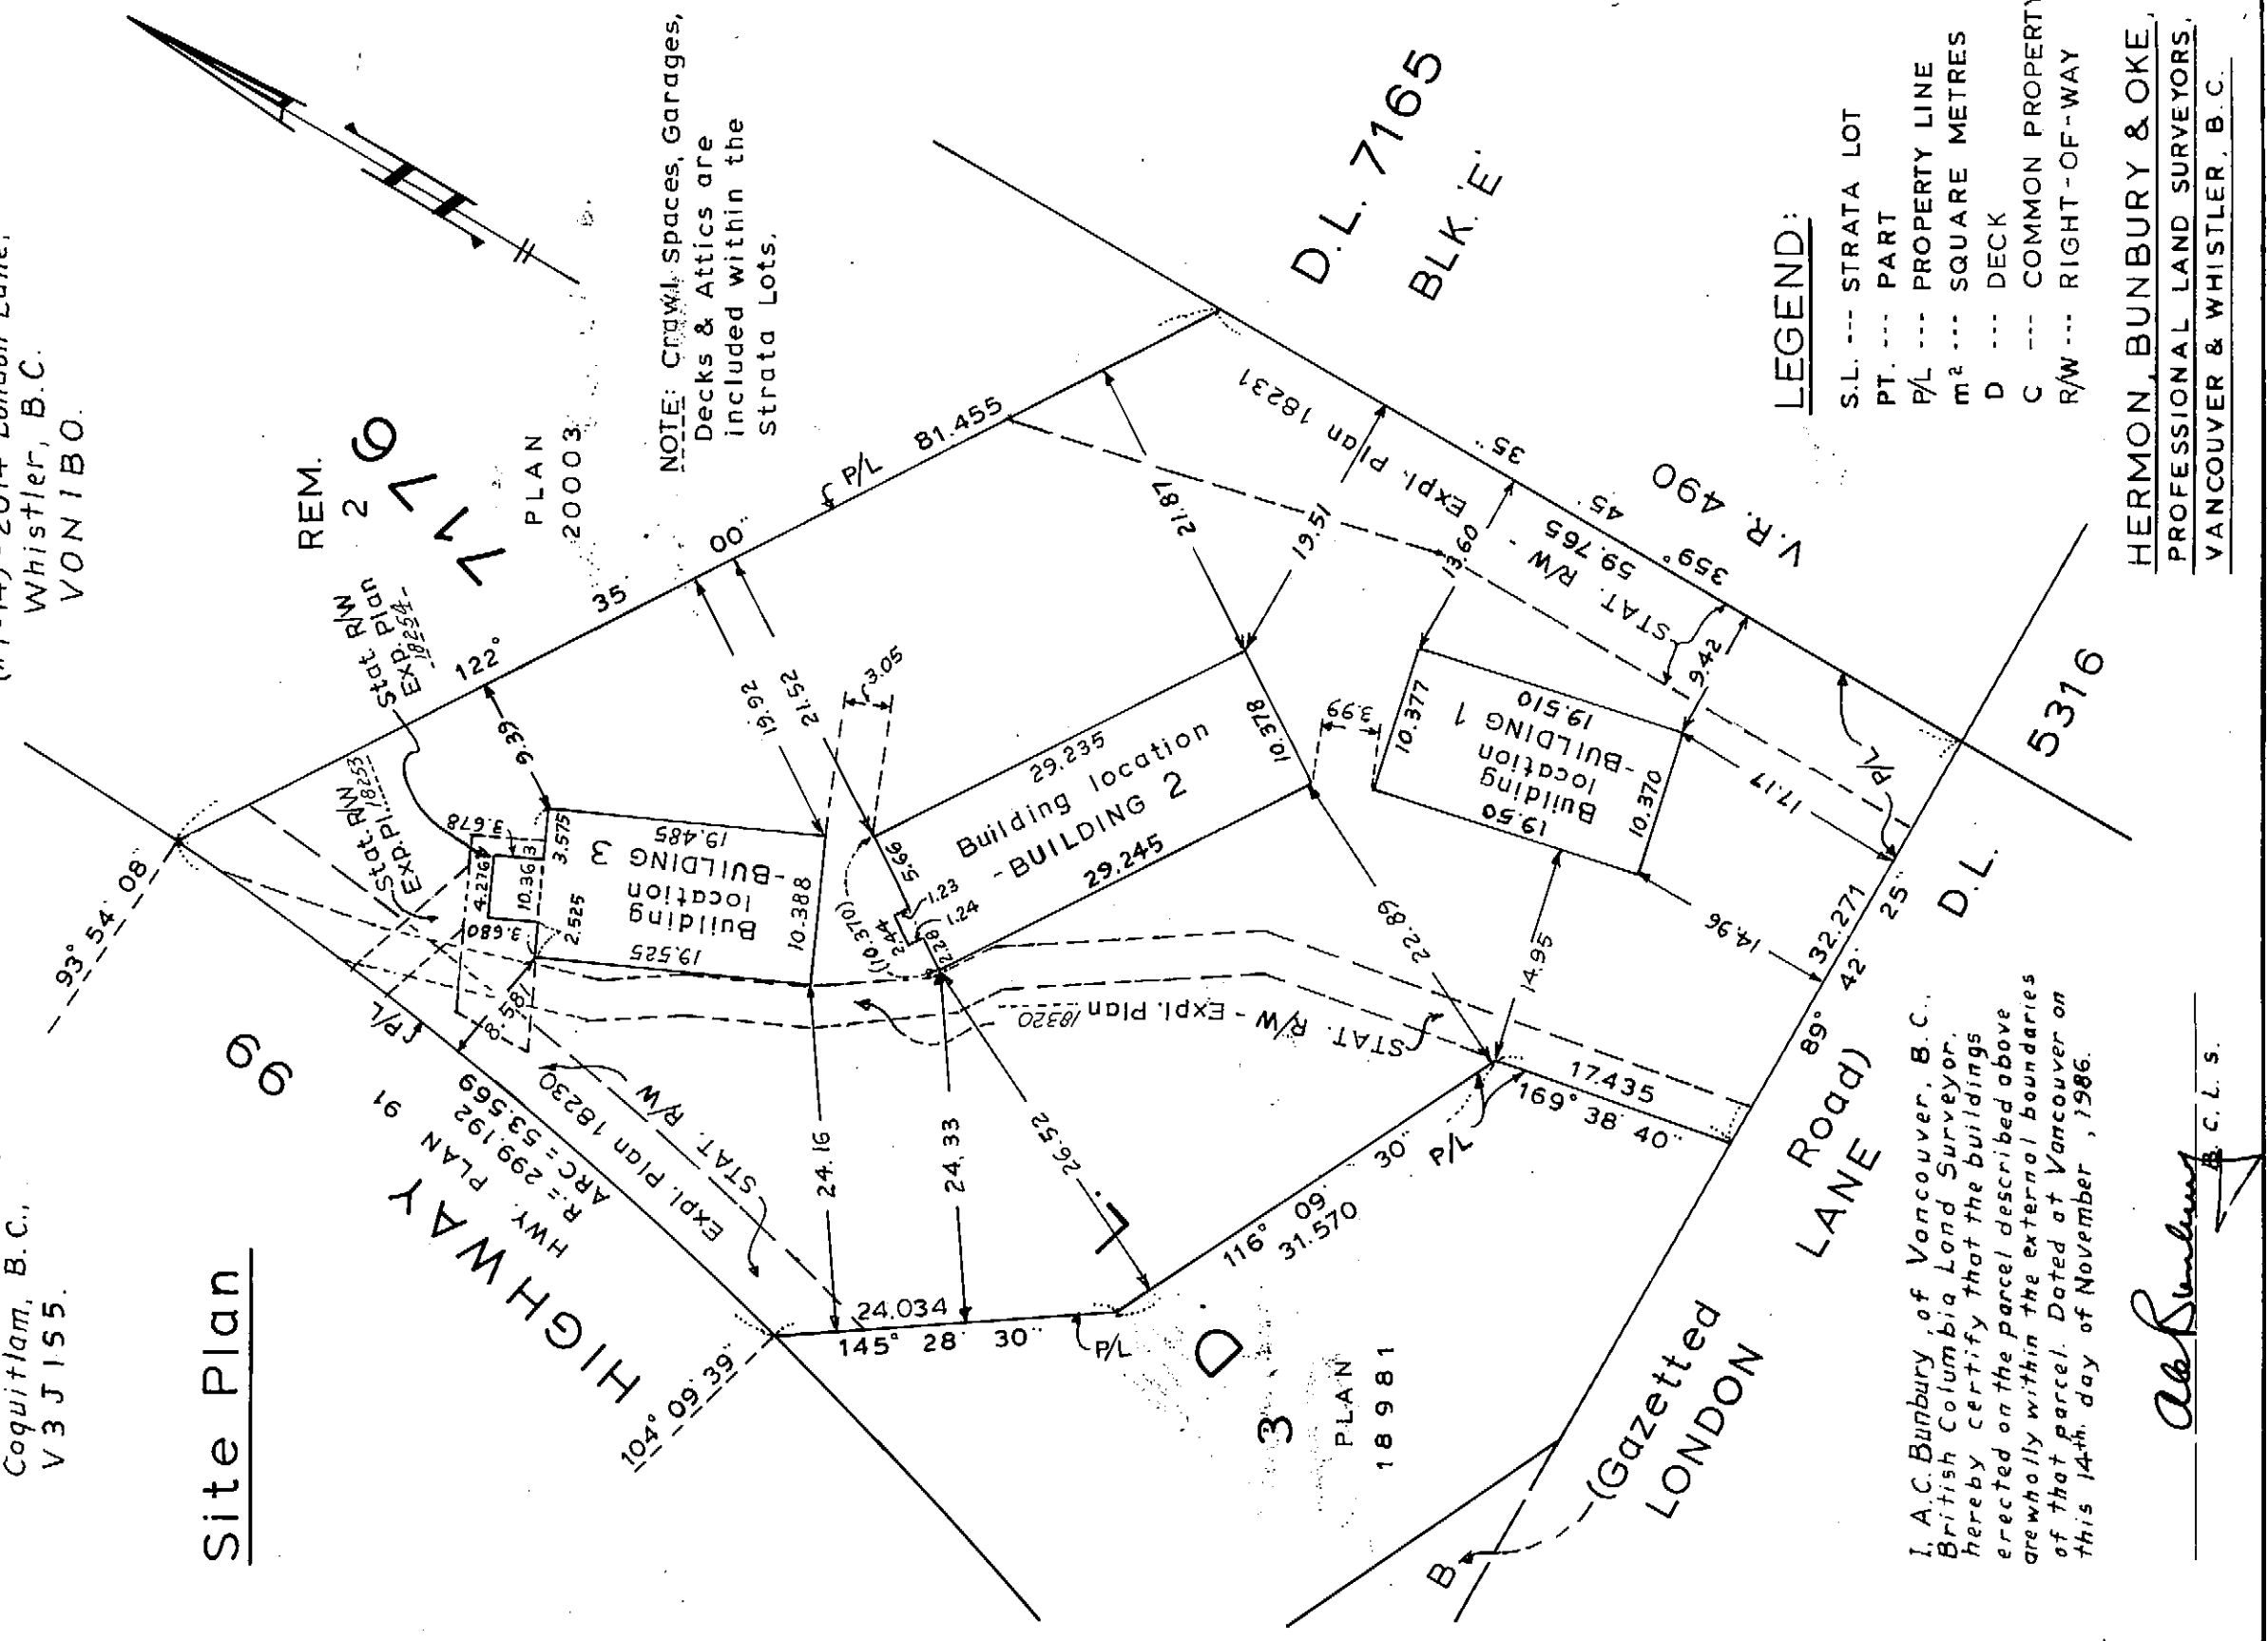 Coquitlam, B.C.,
V3J 1S5.
Whistler, B.C.
VON 1B0.
Site Plan
REM.
2
7176
PLAN
20003
NOTE: Crawl spaces, Garages,
Decks & Attics are
included within the
strata Lots.
D.L. 7165
BLK. 'E'
93° 54' 08"
99
HIGHWAY
HWY. PLAN 91
R.= 299.192
ARC = 53.569
Expl. Plan 18230
STAT. R/W
104° 09' 39"
P/L
Stat. R/W
Exp. Pl. 18253
Stat. R/W
Exp. Plan
18254
122° 35' 00"
P/L 81.455
9.39
3.678
4.276
10.36
3
3.575
3.680
2.525
8.58
19.485
19.525
Building
location
-BUILDING 3
10.388
19.92
21.52
3.05
(10.370)
5.66
1.23
2.44
1.24
2.28
29.235
Building location
- BUILDING 2
29.245
10.378
21.87
19.51
13.60
3.99
10.377
19.510
Building
location
-BUILDING 1
19.50
10.370
9.42
17.17
14.96
14.95
22.89
STAT. R/W - Expl. Plan 18231
59.765
359° 45' 35"
V.R. 490
STAT. R/W - Expl. Plan 18320
24.16
24.33
26.52
24.034
145° 28' 30"
P/L
116° 09' 30"
31.570
P/L
17.435
169° 38' 40"
32.271
89° 42' 25"
P/L
D.L. 5316
D.L.
3
PLAN
18981
B
(Gazetted Road)
LONDON LANE
LEGEND:
S.L. --- STRATA LOT
PT. --- PART
P/L --- PROPERTY LINE
m² --- SQUARE METRES
D --- DECK
C --- COMMON PROPERTY
R/W --- RIGHT-OF-WAY
I, A.C. Bunbury, of Vancouver, B.C.,
British Columbia Land Surveyor,
hereby certify that the buildings
erected on the parcel described above
are wholly within the external boundaries
of that parcel. Dated at Vancouver on
this 14th. day of November, 1986.
B.C.L.S.
HERMON, BUNBURY & OKE,
PROFESSIONAL LAND SURVEYORS,
VANCOUVER & WHISTLER, B.C.